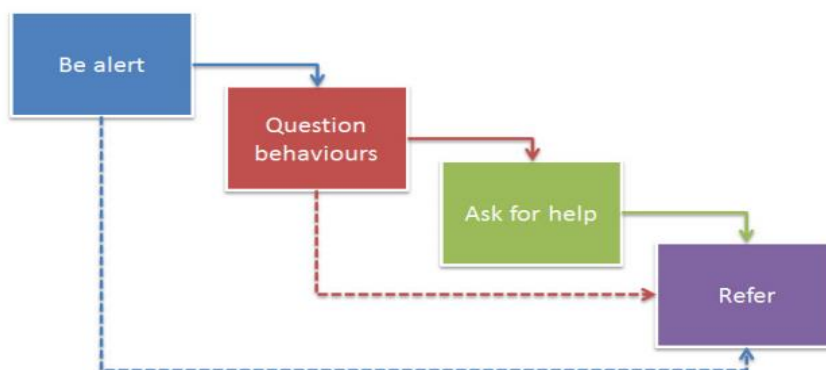 Be alert
Question
behaviours
Ask for help
Refer